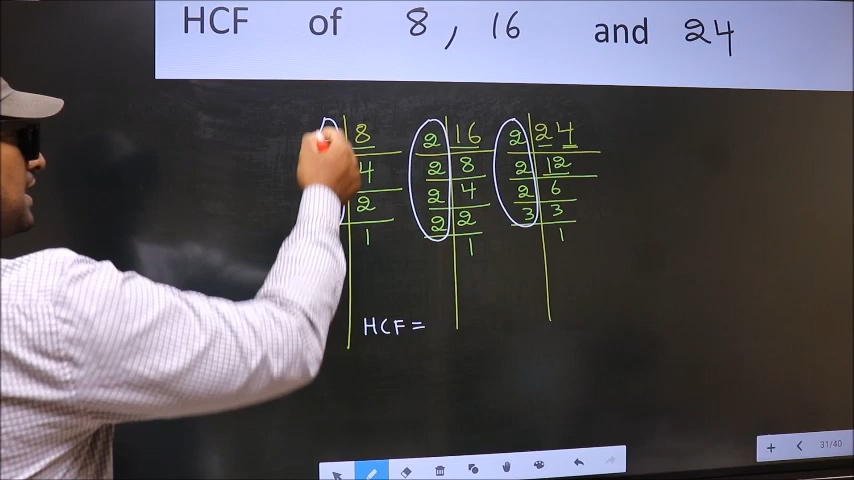 HCF of 8, 16 and 24
8 2 16 2 24
4 2 8 2 12
2 2 4 2 6
1 2 2 3 3
1 1
HCF =
31/40